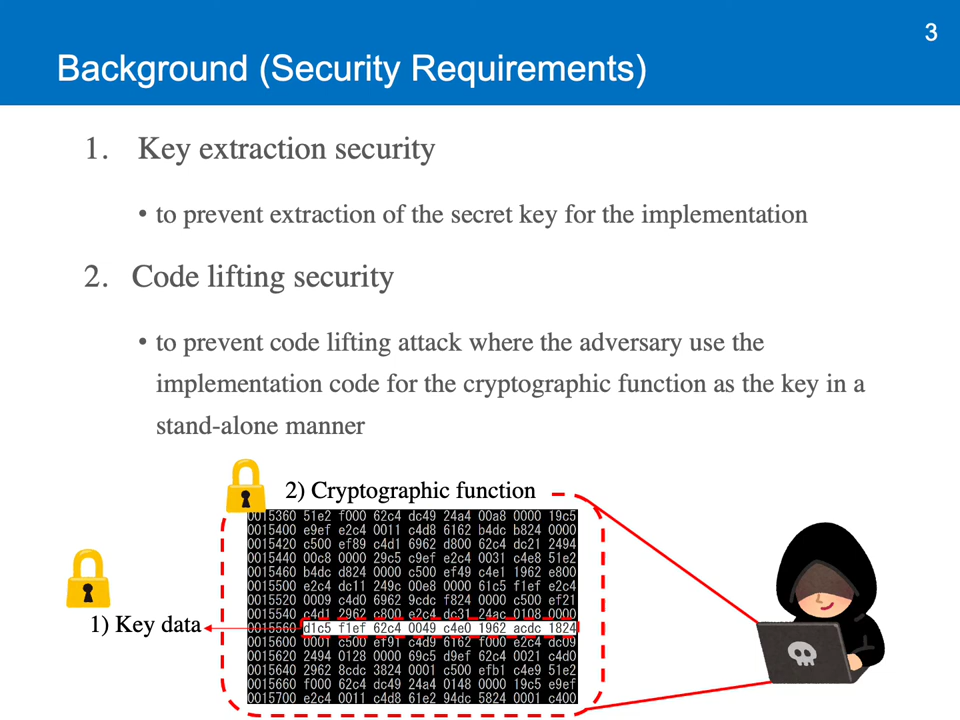 3
Background (Security Requirements)
1. Key extraction security
• to prevent extraction of the secret key for the implementation
2. Code lifting security
• to prevent code lifting attack where the adversary use the
implementation code for the cryptographic function as the key in a
stand-alone manner
2) Cryptographic function
0015360 51e2 f000 62c4 dc49 24a4 00a8 0000 19c5
0015400 e9ef e2c4 0011 c4d8 6162 b4dc b824 0000
0015420 c500 ef89 c4d1 6962 d800 62c4 dc21 2494
0015440 00c8 0000 29c5 c9ef e2c4 0031 c4e8 51e2
0015460 b4dc d824 0000 c500 ef49 c4e1 1962 e800
0015500 e2c4 dc11 249c 00e8 0000 61c5 f1ef e2c4
0015520 0009 c4d0 6962 9cdc f824 0000 c500 ef21
0015540 c4d1 2962 c800 e2c4 dc31 24ac 0108 0000
1) Key data
0015560 d1c5 f1ef 62c4 0049 c4e0 1962 acdc 1824
0015600 0001 c500 ef91 c4d9 6162 f000 e2c4 dc09
0015620 2494 0128 0000 69c5 d9ef 62c4 0021 c4d0
0015640 2962 8cdc 3824 0001 c500 efb1 c4e9 51e2
0015660 f000 62c4 dc49 24a4 0148 0000 19c5 e9ef
0015700 e2c4 0011 c4d8 61e2 94dc 5824 0001 c400